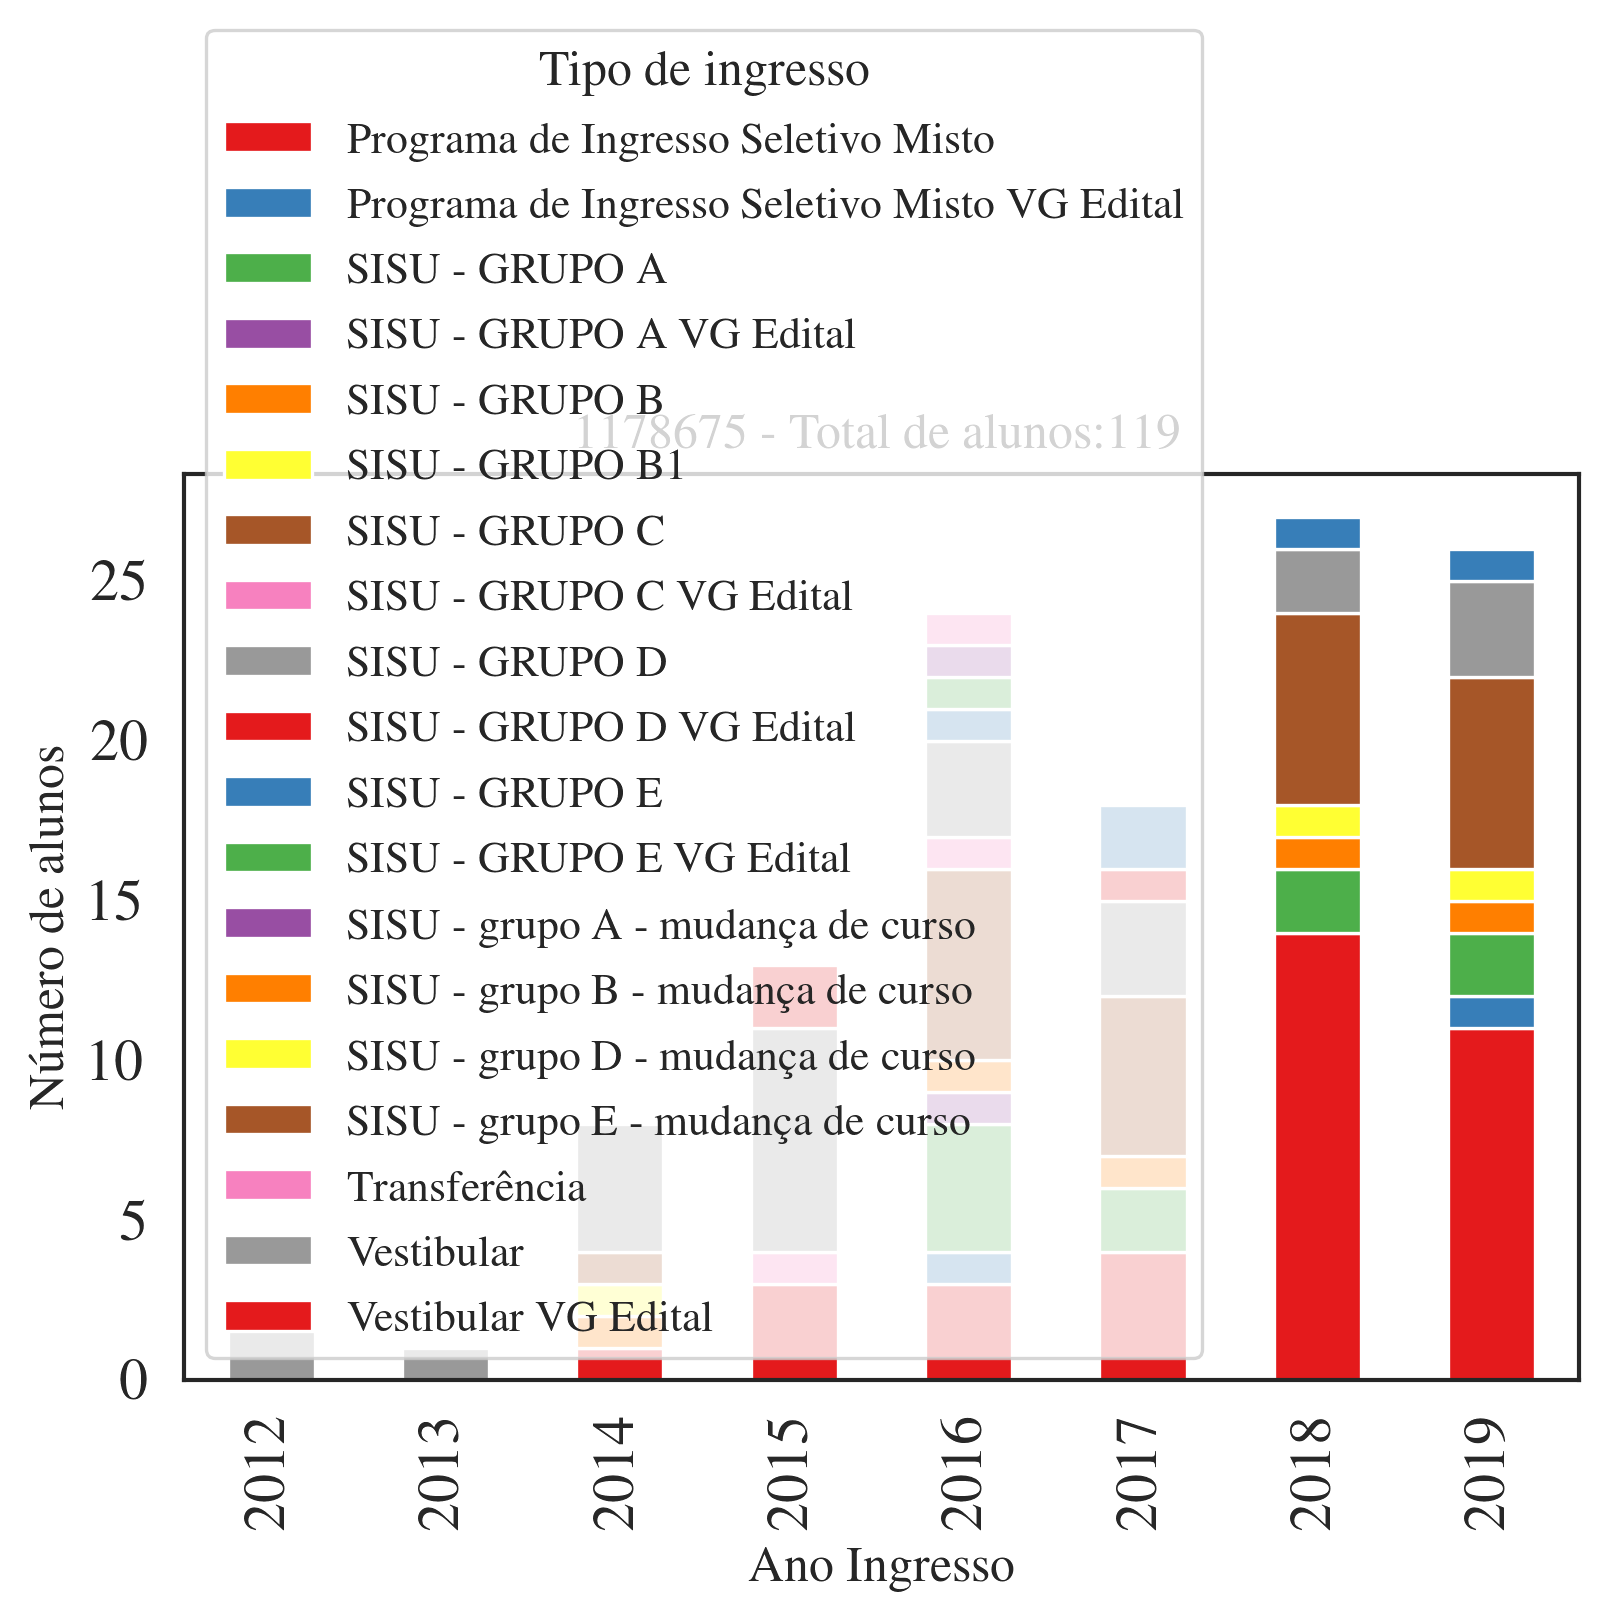 Tipo de ingresso
Programa de Ingresso Seletivo Misto
Programa de Ingresso Seletivo Misto VG Edital
SISU - GRUPO A
SISU - GRUPO A VG Edital
SISU - GRUPO B
1178675 - Total de alunos:119
SISU - GRUPO B1
SISU - GRUPO C
SISU - GRUPO C VG Edital
SISU - GRUPO D
SISU - GRUPO D VG Edital
SISU - GRUPO E
SISU - GRUPO E VG Edital
SISU - grupo A - mudança de curso
SISU - grupo B - mudança de curso
SISU - grupo D - mudança de curso
SISU - grupo E - mudança de curso
Transferência
Vestibular
Vestibular VG Edital
Número de alunos
25
20
15
10
5
0
2012
2013
2014
2015
2016
2017
2018
2019
Ano Ingresso